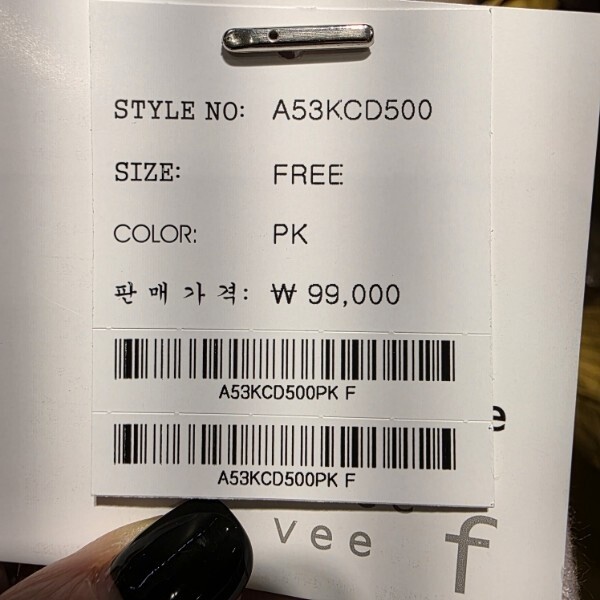 STYLE NO: A53KCD500
SIZE: FREE
COLOR: PK
판매가격: ₩ 99,000
A53KCD500PK F
A53KCD500PK F
e
vee f